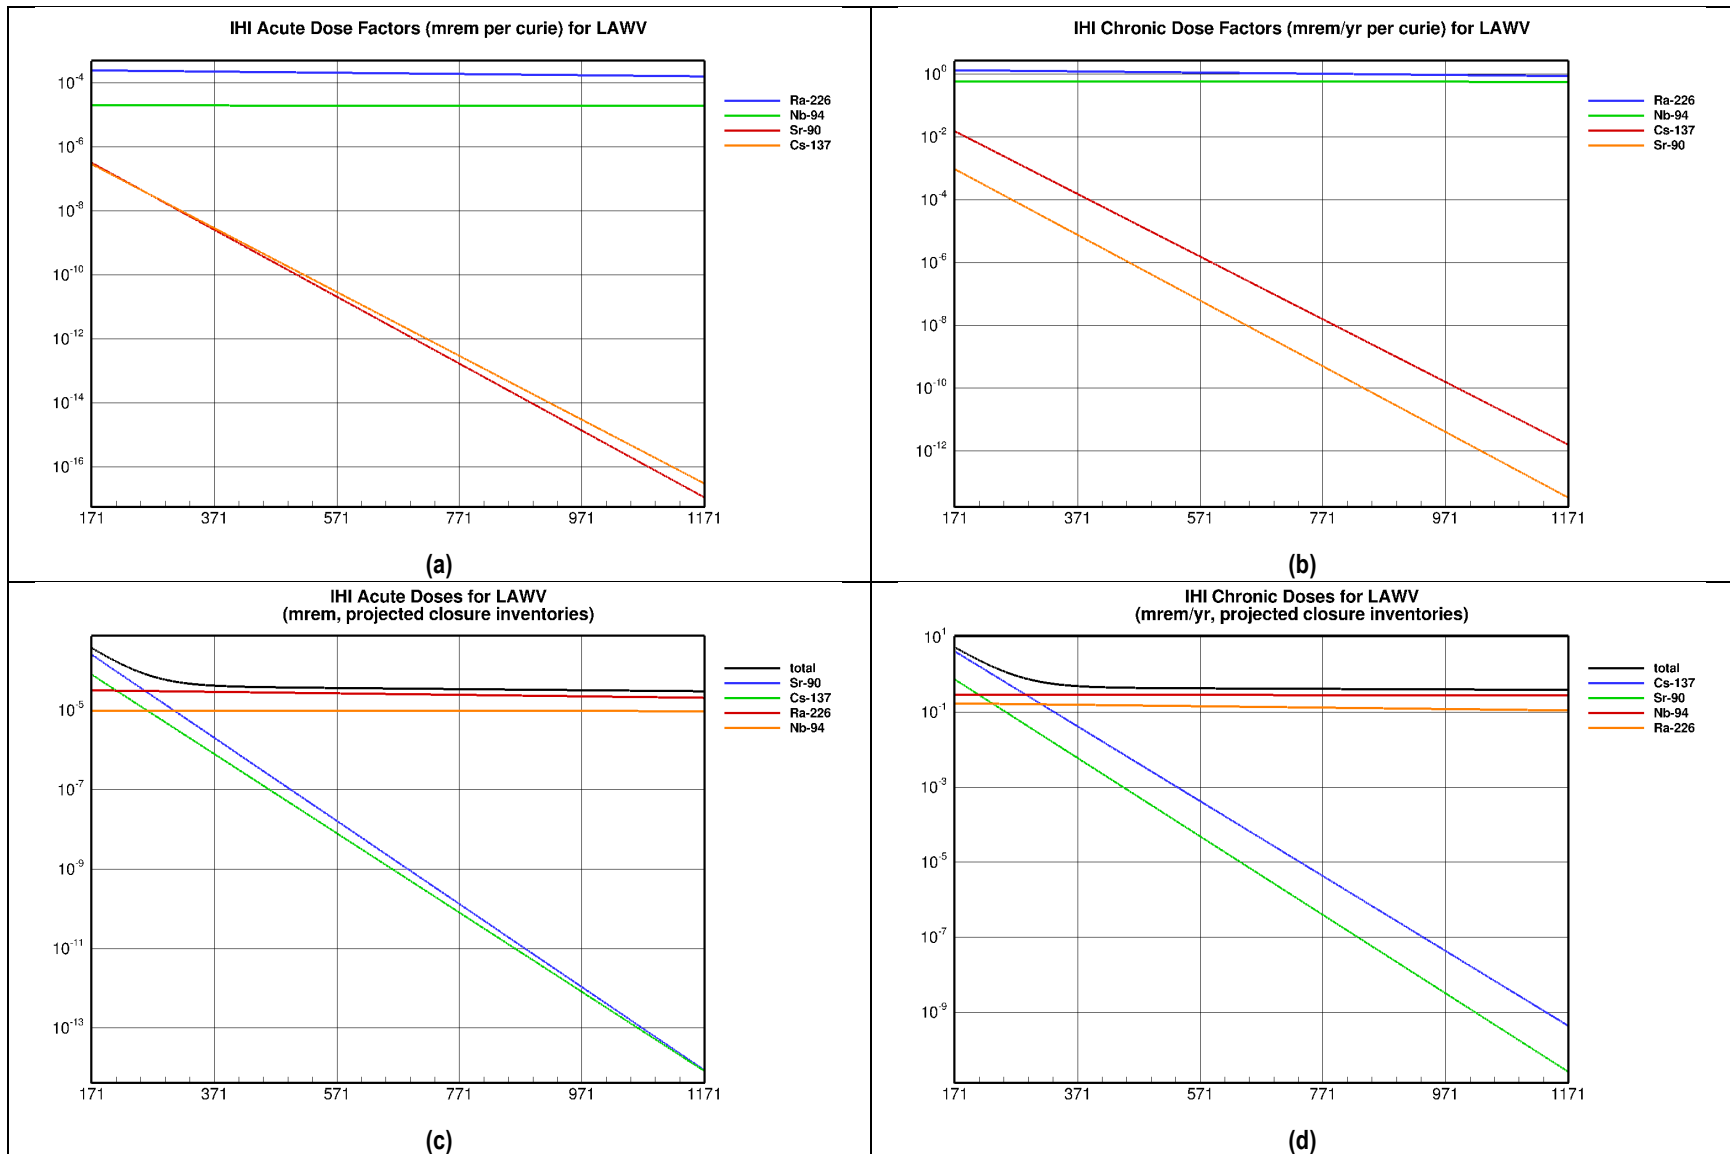 IHI Acute Dose Factors (mrem per curie) for LAWV
10⁻⁴
10⁻⁶
10⁻⁸
10⁻¹⁰
10⁻¹²
10⁻¹⁴
10⁻¹⁶
171 371 571 771 971 1171
Ra-226
Nb-94
Sr-90
Cs-137
(a)
IHI Chronic Dose Factors (mrem/yr per curie) for LAWV
10⁰
10⁻²
10⁻⁴
10⁻⁶
10⁻⁸
10⁻¹⁰
10⁻¹²
171 371 571 771 971 1171
Ra-226
Nb-94
Cs-137
Sr-90
(b)
IHI Acute Doses for LAWV
(mrem, projected closure inventories)
10⁻⁵
10⁻⁷
10⁻⁹
10⁻¹¹
10⁻¹³
171 371 571 771 971 1171
total
Sr-90
Cs-137
Ra-226
Nb-94
(c)
IHI Chronic Doses for LAWV
(mrem/yr, projected closure inventories)
10¹
10⁻¹
10⁻³
10⁻⁵
10⁻⁷
10⁻⁹
171 371 571 771 971 1171
total
Cs-137
Sr-90
Nb-94
Ra-226
(d)